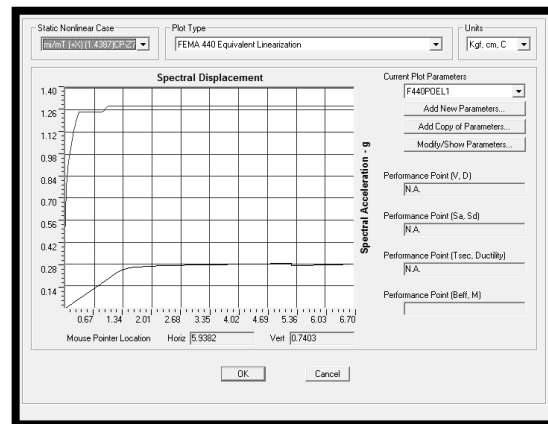 Static Nonlinear Case
Plot Type
Units
FEMA 440 Equivalent Linearization
Kgf, cm, C
Spectral Displacement
Current Plot Parameters
F440POEL1
Add New Parameters...
Add Copy of Parameters...
Modify/Show Parameters...
Performance Point (V, D)
N.A.
Performance Point (Sa, Sd)
N.A.
Performance Point (Tsec, Ductility)
N.A.
Performance Point (Beff, M)
1.40
1.26
1.12
0.98
0.84
0.70
0.56
0.42
0.28
0.14
Spectral Acceleration - g
0.67 1.34 2.01 2.68 3.35 4.02 4.69 5.36 6.03 6.70
Mouse Pointer Location Horiz 5.9382 Vert 0.7403
OK Cancel